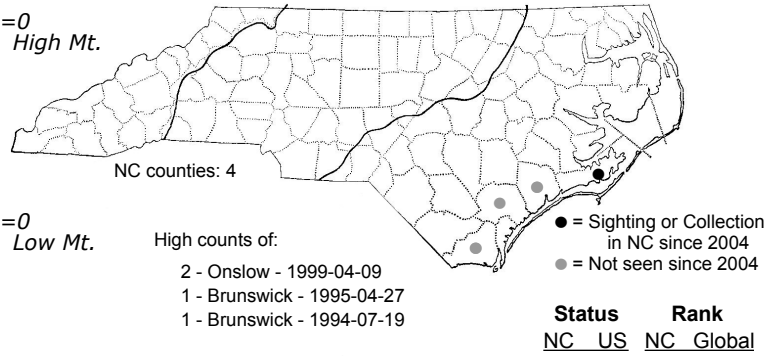 =0
High Mt.
NC counties: 4
=0
Low Mt.
High counts of:
2 - Onslow - 1999-04-09
1 - Brunswick - 1995-04-27
1 - Brunswick - 1994-07-19
● = Sighting or Collection
in NC since 2004
● = Not seen since 2004
Status Rank
NC US NC Global